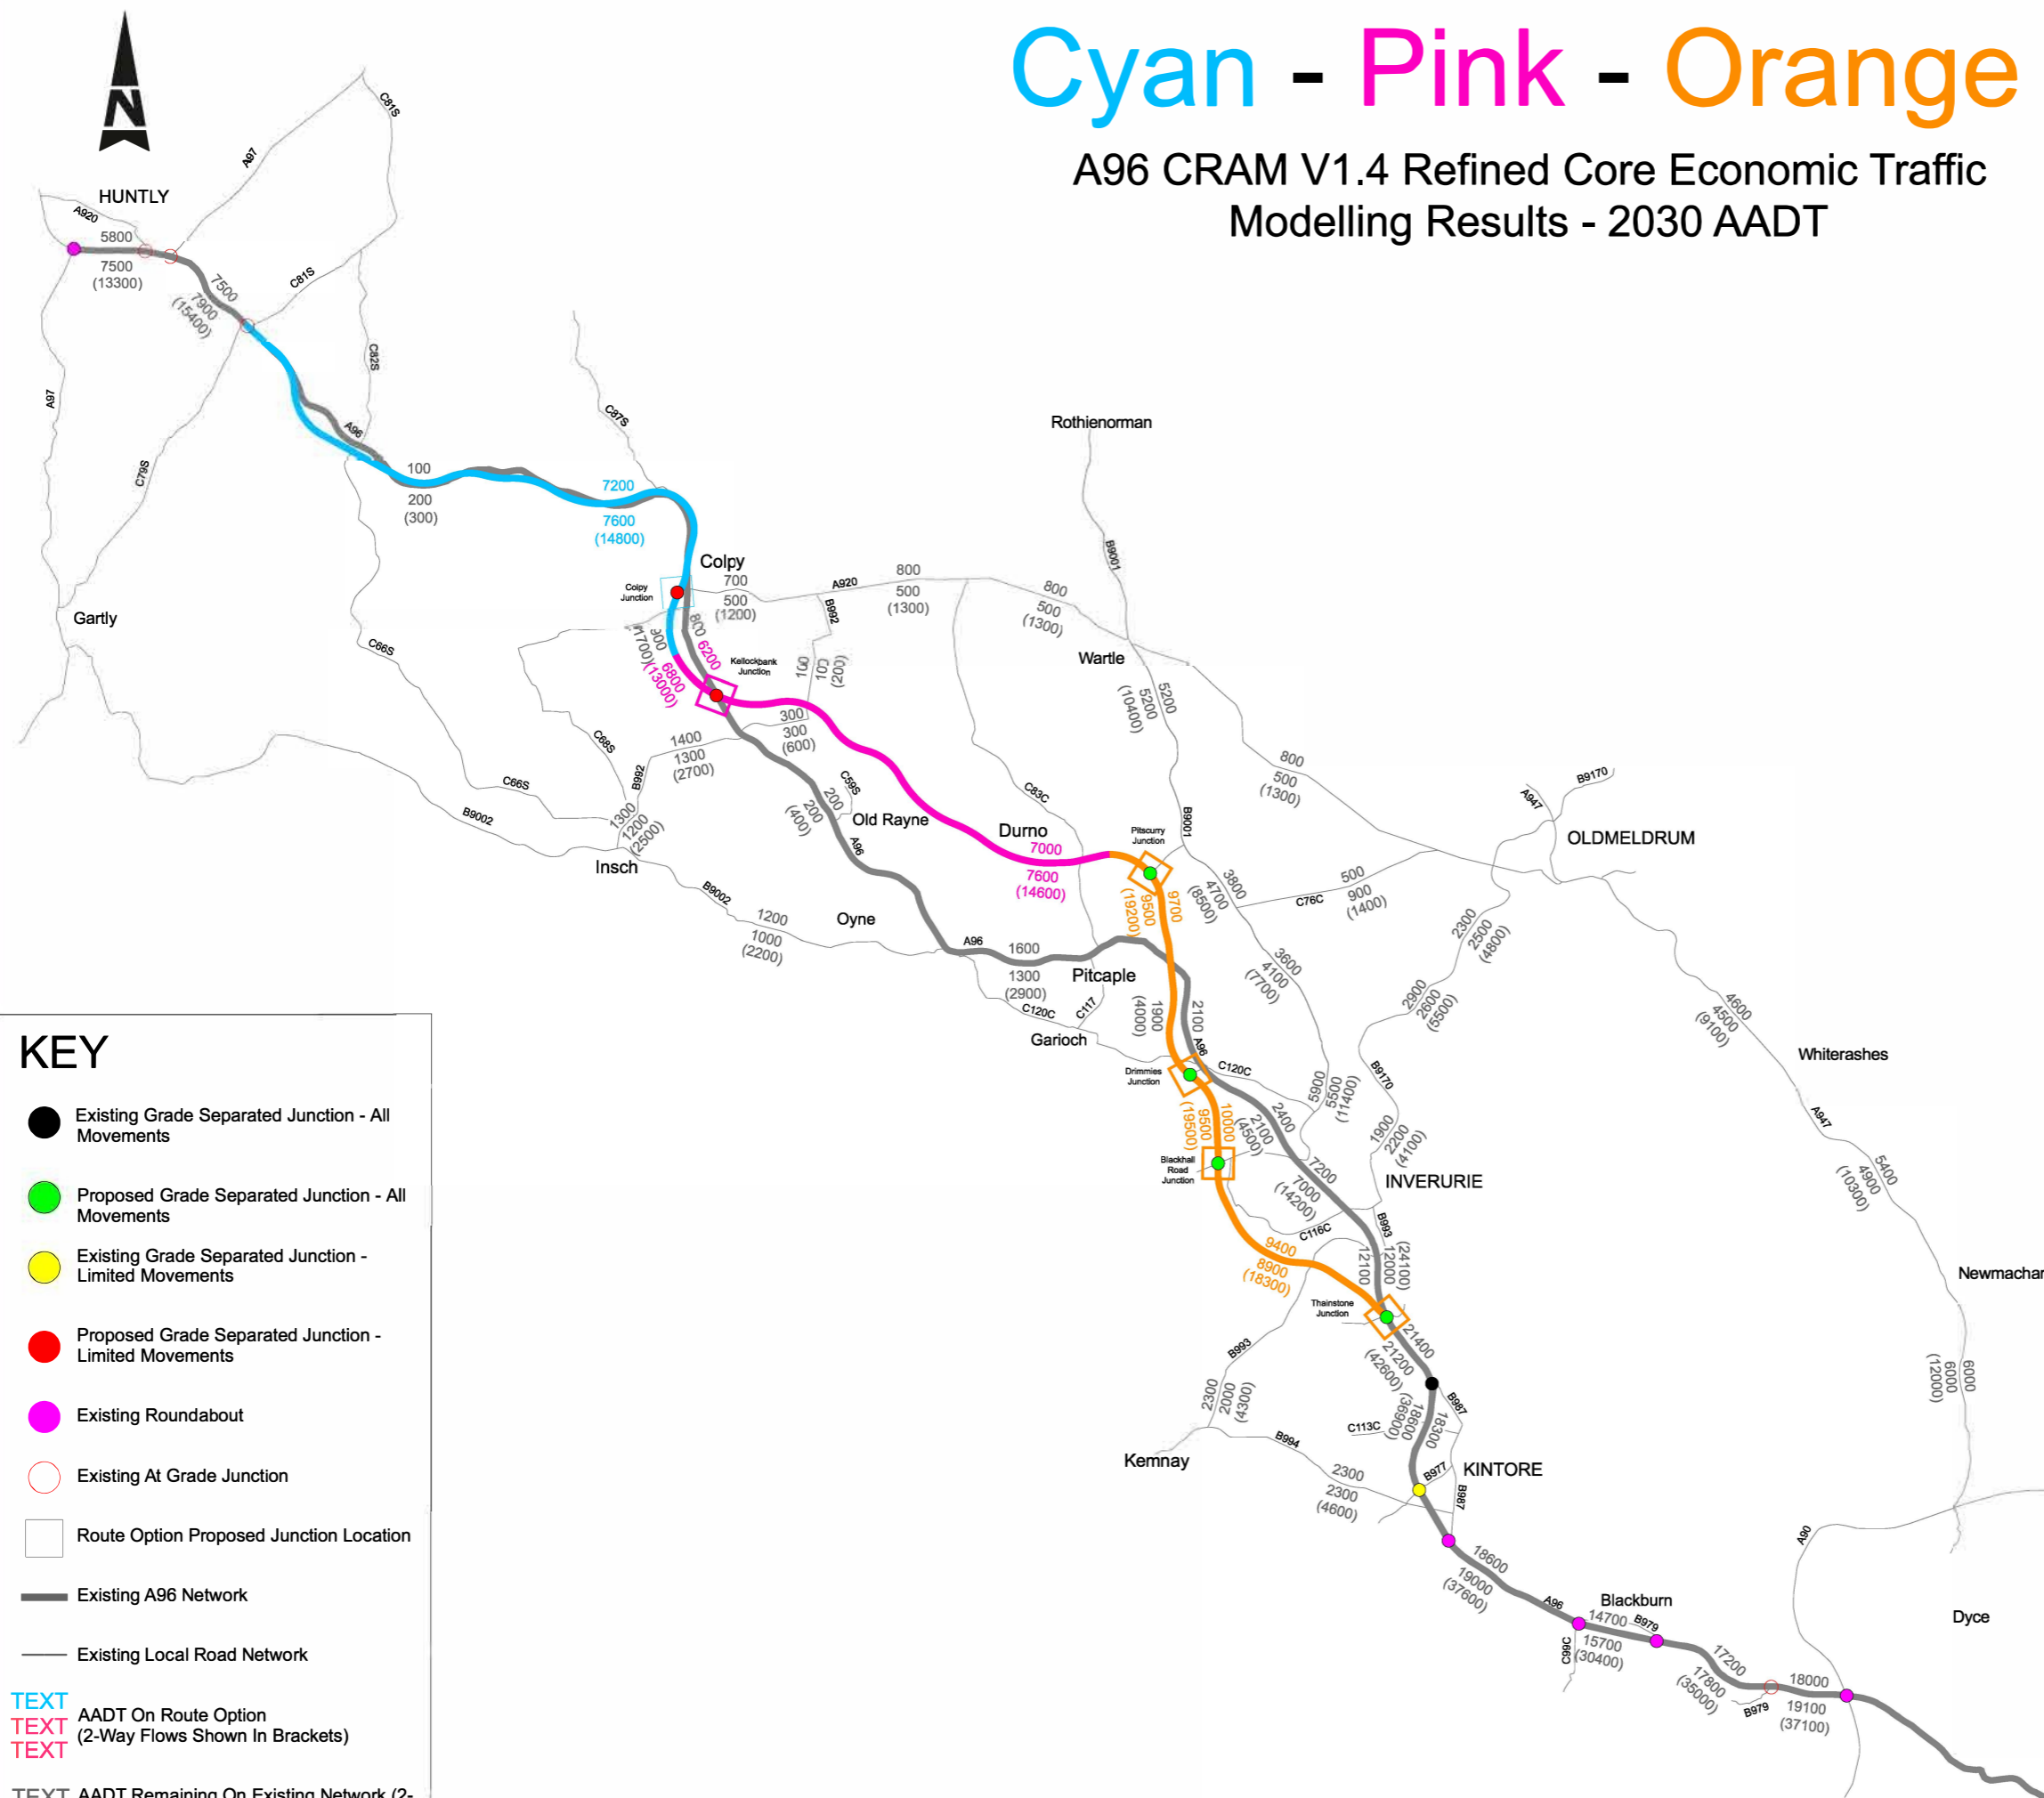 Cyan - Pink - Orange
A96 CRAM V1.4 Refined Core Economic Traffic
Modelling Results - 2030 AADT
N
C81S
A97
HUNTLY
A920
5800
7500
(13300)
C81S
7500
7900
(15400)
C82S
A97
C79S
A96
100
200
(300)
C87S
7200
7600
(14800)
Rothienorman
B9001
Colpy
Colpy
Junction
700
500
(1200)
A920
800
500
(1300)
800
500
(1300)
B992
Gartly
800
900
(1700)
6200
6800
(13000)
Kellockbank
Junction
100
100
(200)
Wartle
5200
5200
(10400)
C66S
300
300
(600)
1400
1300
(2700)
C68S
B992
C66S
B9002
1300
1200
(2500)
Insch
200
200
(400)
C59S
Old Rayne
A96
C83C
Durno
7000
7600
(14600)
Pitscurry
Junction
B9001
800
500
(1300)
A947
B9170
OLDMELDRUM
9700
9500
(19200)
3800
4700
(8500)
C76C
500
900
(1400)
B9002
1200
1000
(2200)
Oyne
A96
1600
1300
(2900)
Pitcaple
C120C
C117
Garioch
1900
(4000)
2100
A96
3600
4100
(7700)
2300
2500
(4800)
2900
2600
(5500)
4600
4500
(9100)
Whiterashes
Drimmies
Junction
C120C
5900
5500
(11400)
B9170
A947
10000
9500
(19500)
2400
2100
(4500)
1900
2200
(4100)
5400
4900
(10300)
Blackhall
Road
Junction
7200
7000
(14200)
INVERURIE
C116C
B993
9400
8900
(18300)
12100
12000
(24100)
Newmachar
Thainstone
Junction
21400
21200
(42600)
B993
2300
2000
(4300)
6000
6000
(12000)
B987
C113C
18300
18600
(36900)
Kemnay
B994
2300
2300
(4600)
B977
KINTORE
B987
A90
18600
19000
(37600)
A96
Blackburn
14700
B979
15700
(30400)
C99C
Dyce
17200
17800
(35000)
B979
18000
19100
(37100)
KEY
Existing Grade Separated Junction - All
Movements
Proposed Grade Separated Junction - All
Movements
Existing Grade Separated Junction -
Limited Movements
Proposed Grade Separated Junction -
Limited Movements
Existing Roundabout
Existing At Grade Junction
Route Option Proposed Junction Location
Existing A96 Network
Existing Local Road Network
TEXT
TEXT
TEXT
AADT On Route Option
(2-Way Flows Shown In Brackets)
TEXT AADT Remaining On Existing Network (2-